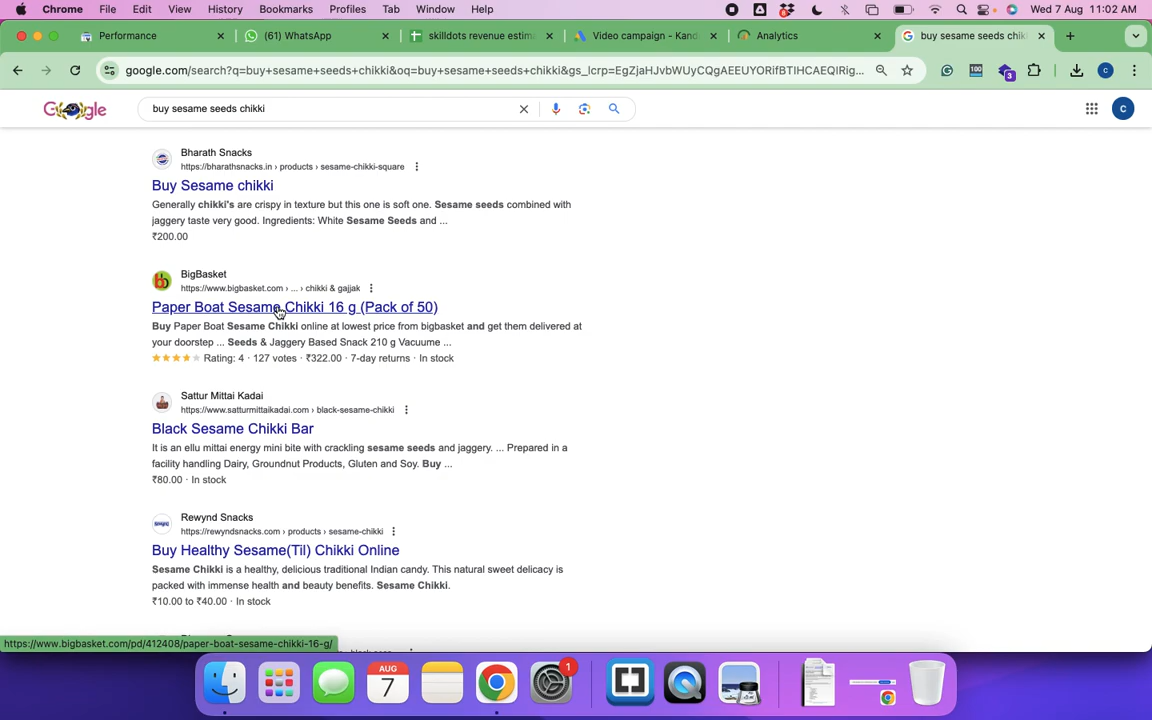 Chrome File Edit View History Bookmarks Profiles Tab Window Help Wed 7 Aug 11:02 AM
Performance (61) WhatsApp skilldots revenue estim Video campaign - Kand Analytics buy sesame seeds chik
google.com/search?q=buy+sesame+seeds+chikki&oq=buy+sesame+seeds+chikki&gs_lcrp=EgZjaHJvbWUyCQgAEEUYORifBTIHCAEQIRig... 100 3 C
Google buy sesame seeds chikki C
Bharath Snacks
https://bharathsnacks.in › products › sesame-chikki-square
Buy Sesame chikki
Generally chikki's are crispy in texture but this one is soft one. Sesame seeds combined with
jaggery taste very good. Ingredients: White Sesame Seeds and ...
₹200.00
BigBasket
https://www.bigbasket.com › ... › chikki & gajjak
Paper Boat Sesame Chikki 16 g (Pack of 50)
Buy Paper Boat Sesame Chikki online at lowest price from bigbasket and get them delivered at
your doorstep ... Seeds & Jaggery Based Snack 210 g Vacuume ...
Rating: 4 · 127 votes · ₹322.00 · 7-day returns · In stock
Sattur Mittai Kadai
https://www.satturmittaikadai.com › black-sesame-chikki
Black Sesame Chikki Bar
It is an ellu mittai energy mini bite with crackling sesame seeds and jaggery. ... Prepared in a
facility handling Dairy, Groundnut Products, Gluten and Soy. Buy ...
₹80.00 · In stock
Rewynd Snacks
https://rewyndsnacks.com › products › sesame-chikki
Buy Healthy Sesame(Til) Chikki Online
Sesame Chikki is a healthy, delicious traditional Indian candy. This natural sweet delicacy is
packed with immense health and beauty benefits. Sesame Chikki.
₹10.00 to ₹40.00 · In stock
https://www.bigbasket.com/pd/412408/paper-boat-sesame-chikki-16-g/
AUG
7
1